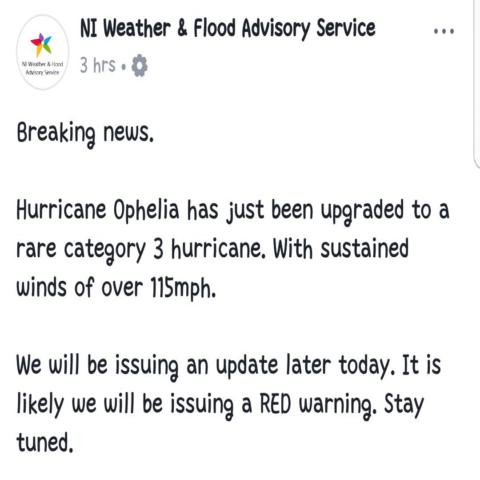 NI Weather & Flood Advisory Service
NI Weather & Flood
Advisory Service
3 hrs •
Breaking news.
Hurricane Ophelia has just been upgraded to a
rare category 3 hurricane. With sustained
winds of over 115mph.
We will be issuing an update later today. It is
likely we will be issuing a RED warning. Stay
tuned.